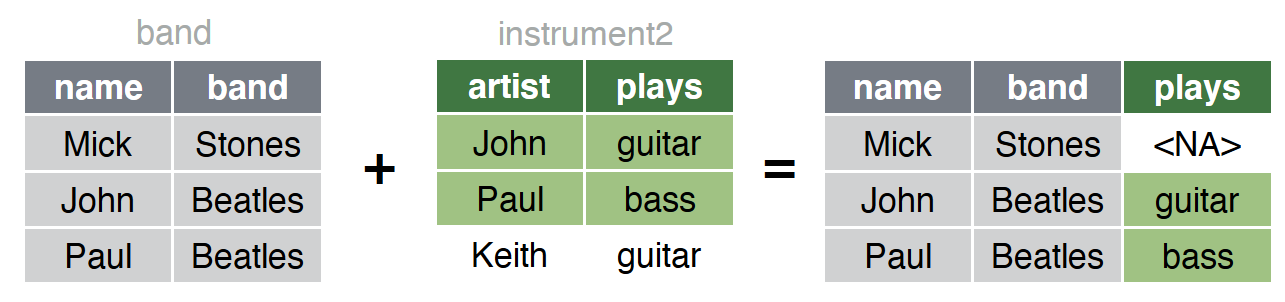 band instrument2
name band artist plays name band plays
Mick Stones John guitar Mick Stones <NA>
+ =
John Beatles Paul bass John Beatles guitar
Paul Beatles Keith guitar Paul Beatles bass